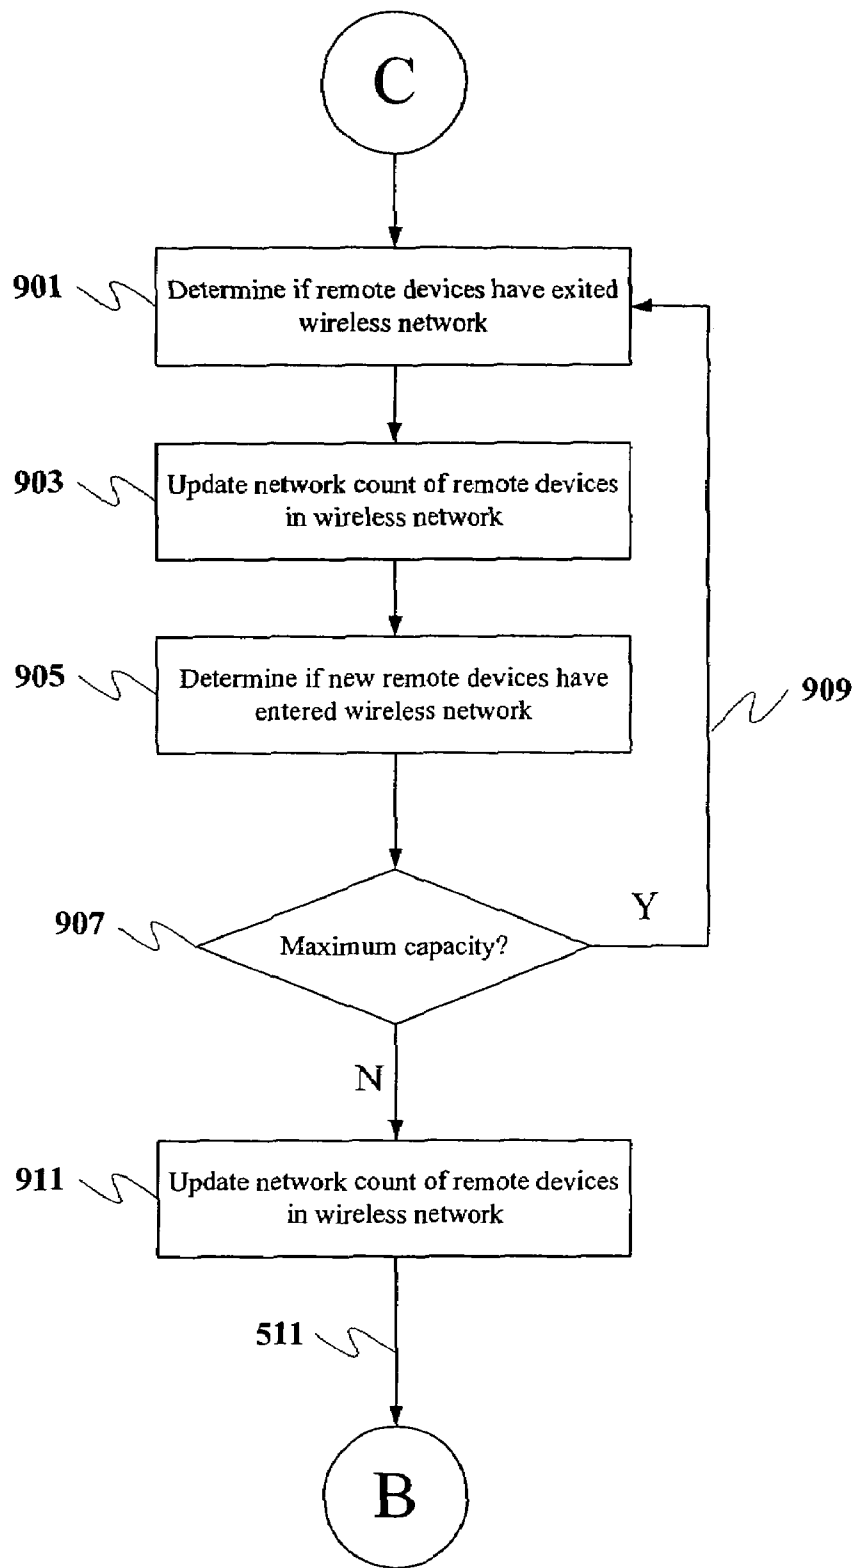 C
901
Determine if remote devices have exited
wireless network
903
Update network count of remote devices
in wireless network
905
Determine if new remote devices have
entered wireless network
909
907
Maximum capacity?
Y
N
911
Update network count of remote devices
in wireless network
511
B